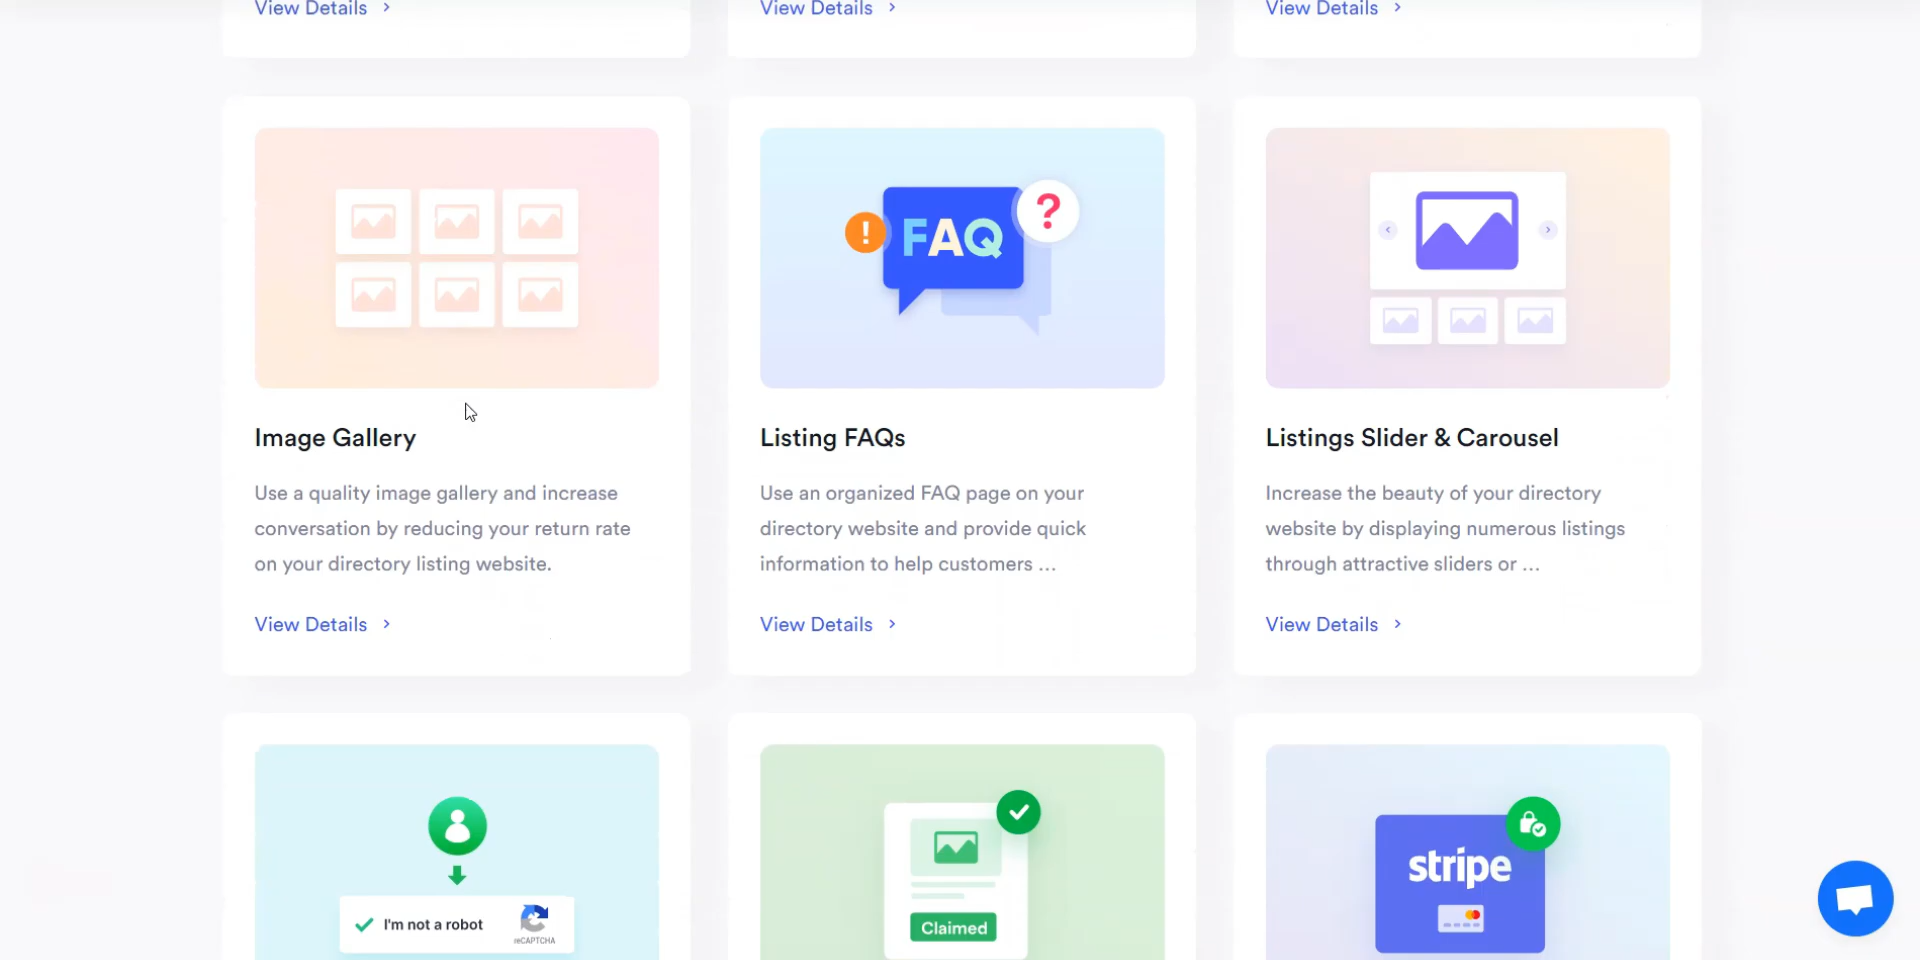 View Details
View Details
View Details
FAQ
!
?
Image Gallery
Listing FAQs
Listings Slider & Carousel
Use a quality image gallery and increase
conversation by reducing your return rate
on your directory listing website.
Use an organized FAQ page on your
directory website and provide quick
information to help customers ...
Increase the beauty of your directory
website by displaying numerous listings
through attractive sliders or ...
View Details
View Details
View Details
I'm not a robot
reCAPTCHA
Claimed
stripe